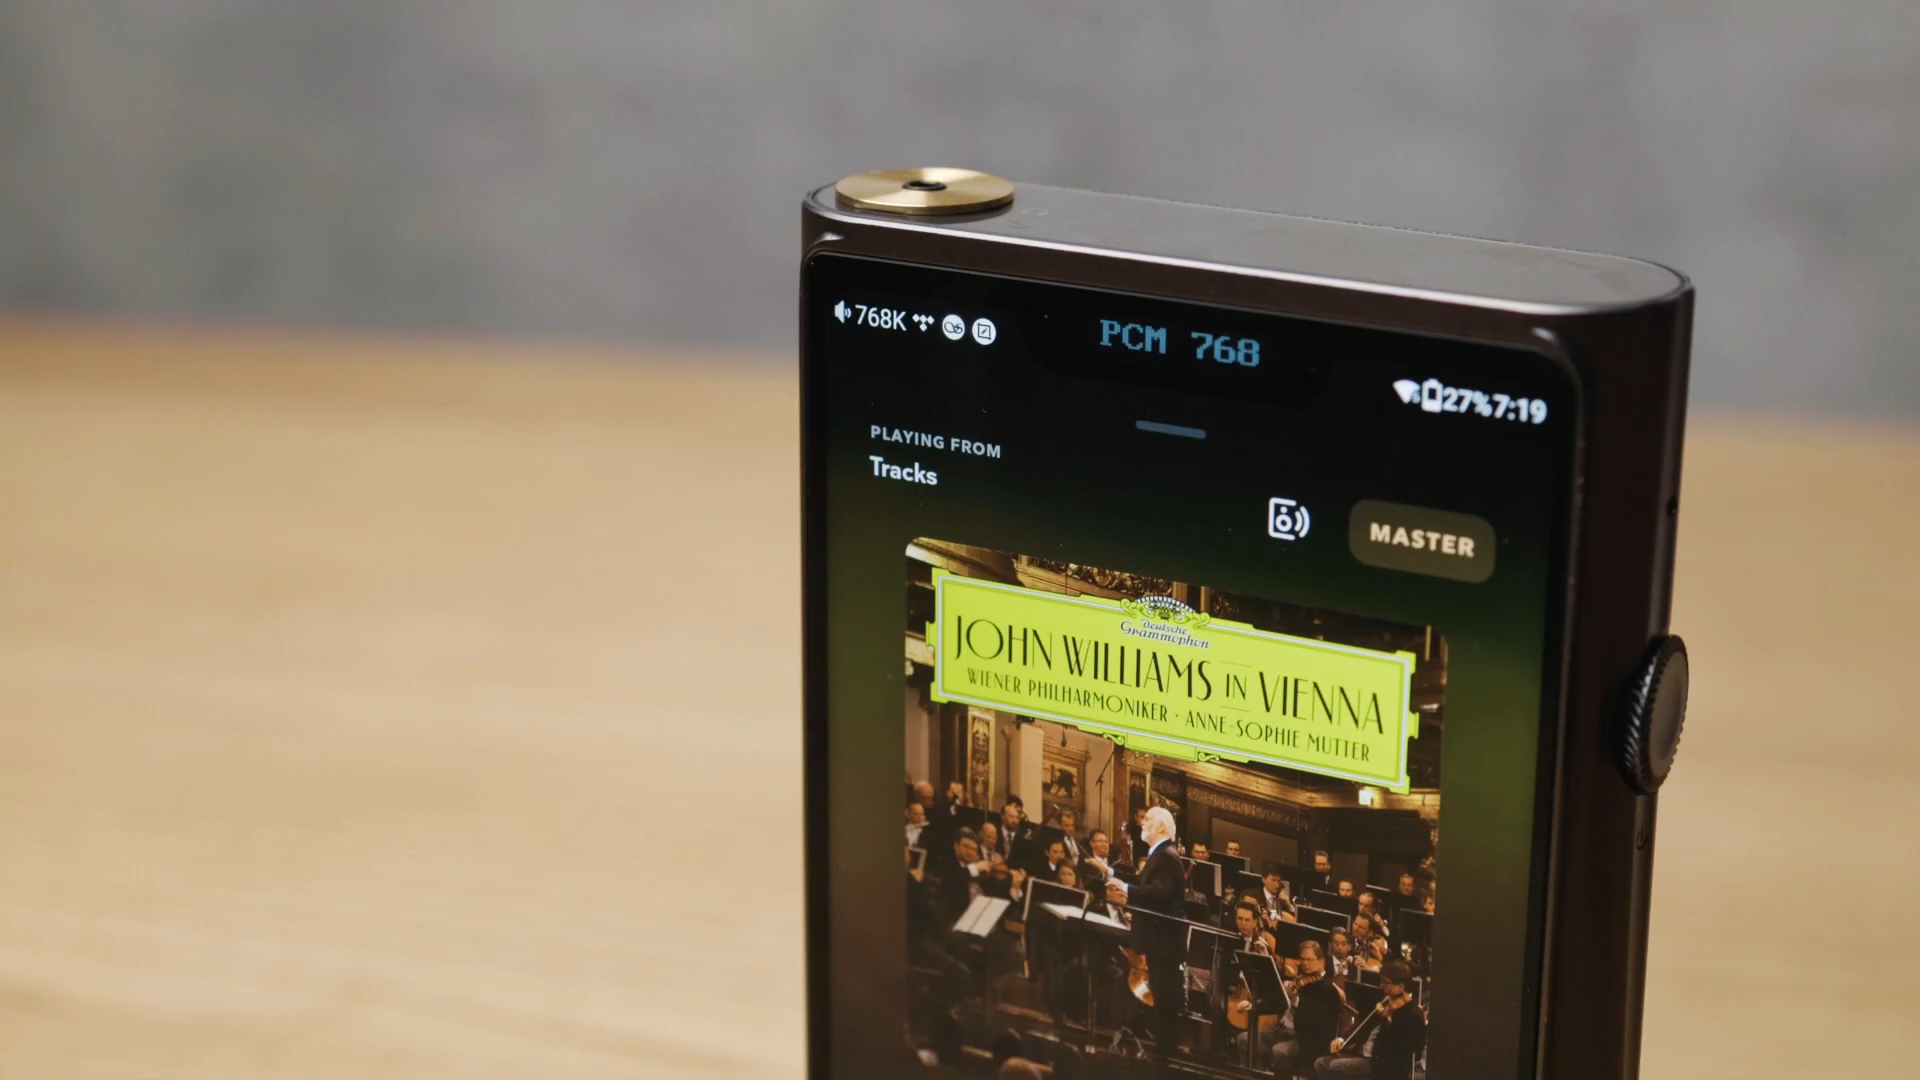 768K
PCM 768
27% 7:19
PLAYING FROM
Tracks
MASTER
Deutsche
Grammophon
JOHN WILLIAMS IN VIENNA
WIENER PHILHARMONIKER · ANNE-SOPHIE MUTTER